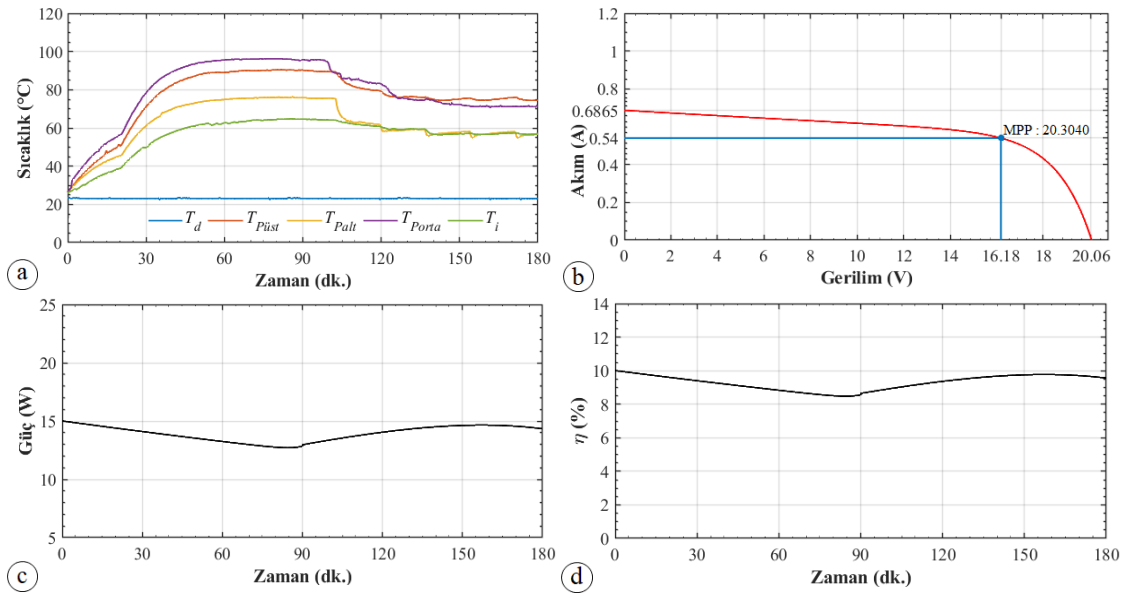 120
100
80
60
40
20
0
Sıcaklık (°C)
T_d T_Püst T_Palt T_Porta T_i
0 30 60 90 120 150 180
Zaman (dk.)
a
1
0.8
0.6865
0.54
0.4
0.2
0
Akım (A)
MPP : 20.3040
0 2 4 6 8 10 12 14 16.18 18 20.06
Gerilim (V)
b
25
20
15
10
5
Güç (W)
0 30 60 90 120 150 180
Zaman (dk.)
c
14
12
10
8
6
4
2
0
η (%)
0 30 60 90 120 150 180
Zaman (dk.)
d